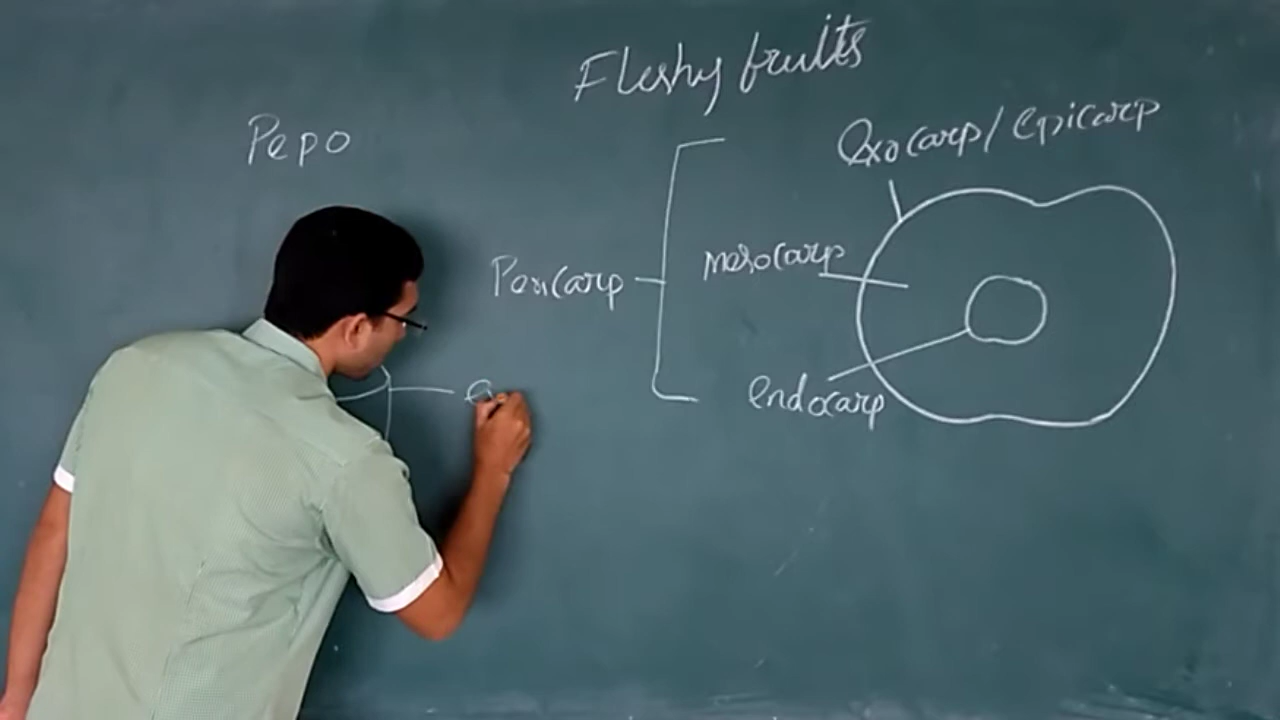 Fleshy fruits
Pepo
Exocarp/epicarp
Pericarp
mesocarp
endocarp